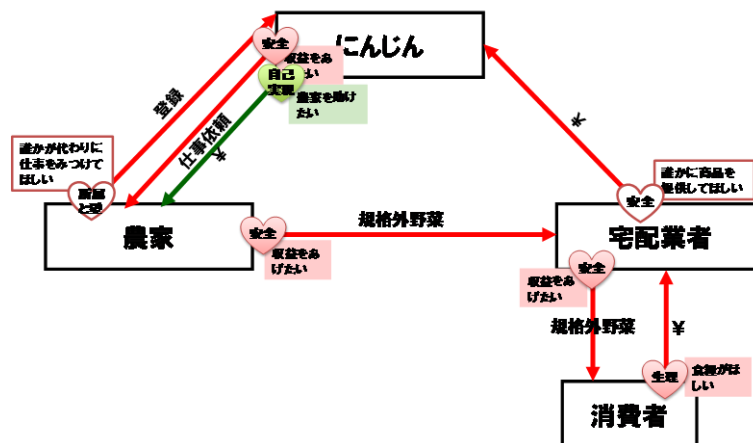 にんじん
安全
収益をあ
げたい
自己
実現
農家を助け
たい
登録
仕事依頼
¥
¥
誰かが代わりに
仕事をみつけて
ほしい
所属
と愛
農家
安全
収益をあ
げたい
規格外野菜
誰かに商品を
提供してほしい
安全
宅配業者
安全
収益をあ
げたい
規格外野菜
¥
生理
食糧がほ
しい
消費者